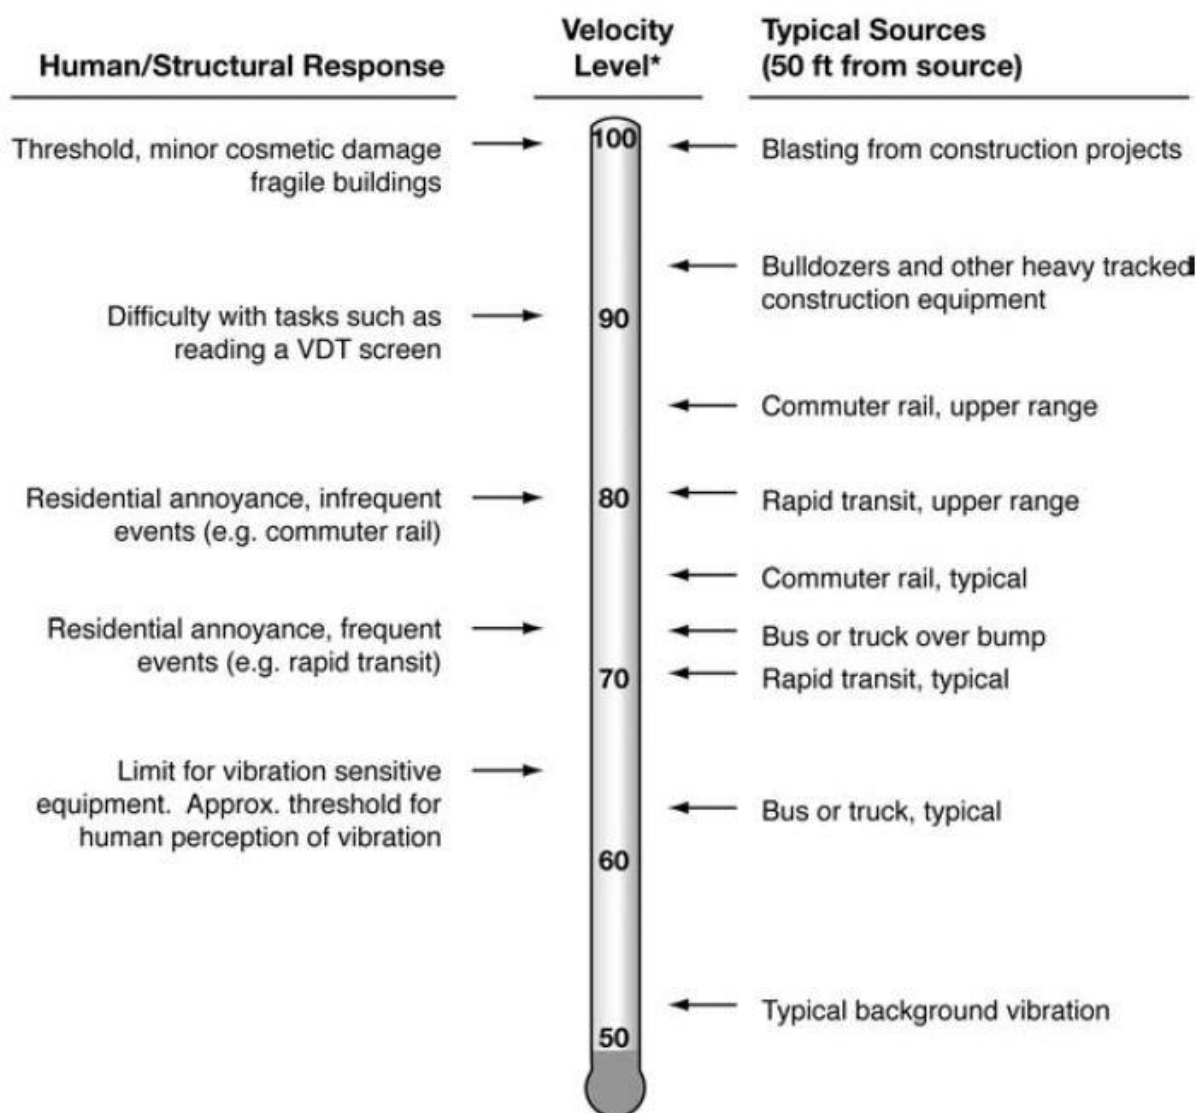 Human/Structural Response
Velocity
Level*
Typical Sources
(50 ft from source)
Threshold, minor cosmetic damage
fragile buildings
100
Blasting from construction projects
Bulldozers and other heavy tracked
construction equipment
Difficulty with tasks such as
reading a VDT screen
90
Commuter rail, upper range
Residential annoyance, infrequent
events (e.g. commuter rail)
80
Rapid transit, upper range
Commuter rail, typical
Residential annoyance, frequent
events (e.g. rapid transit)
Bus or truck over bump
70
Rapid transit, typical
Limit for vibration sensitive
equipment. Approx. threshold for
human perception of vibration
Bus or truck, typical
60
Typical background vibration
50